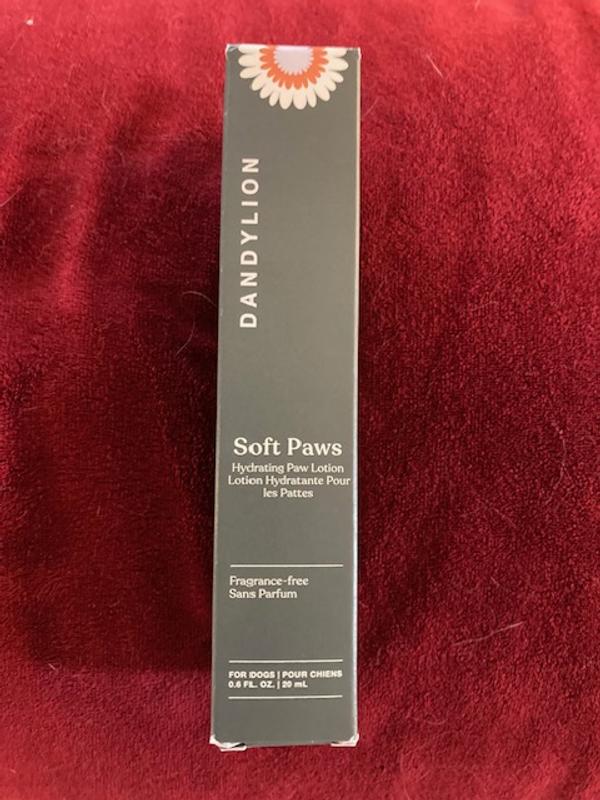 DANDYLION
Soft Paws
Hydrating Paw Lotion
Lotion Hydratante Pour
les Pattes
Fragrance-free
Sans Parfum
FOR DOGS | POUR CHIENS
0.6 FL. OZ. | 20 mL